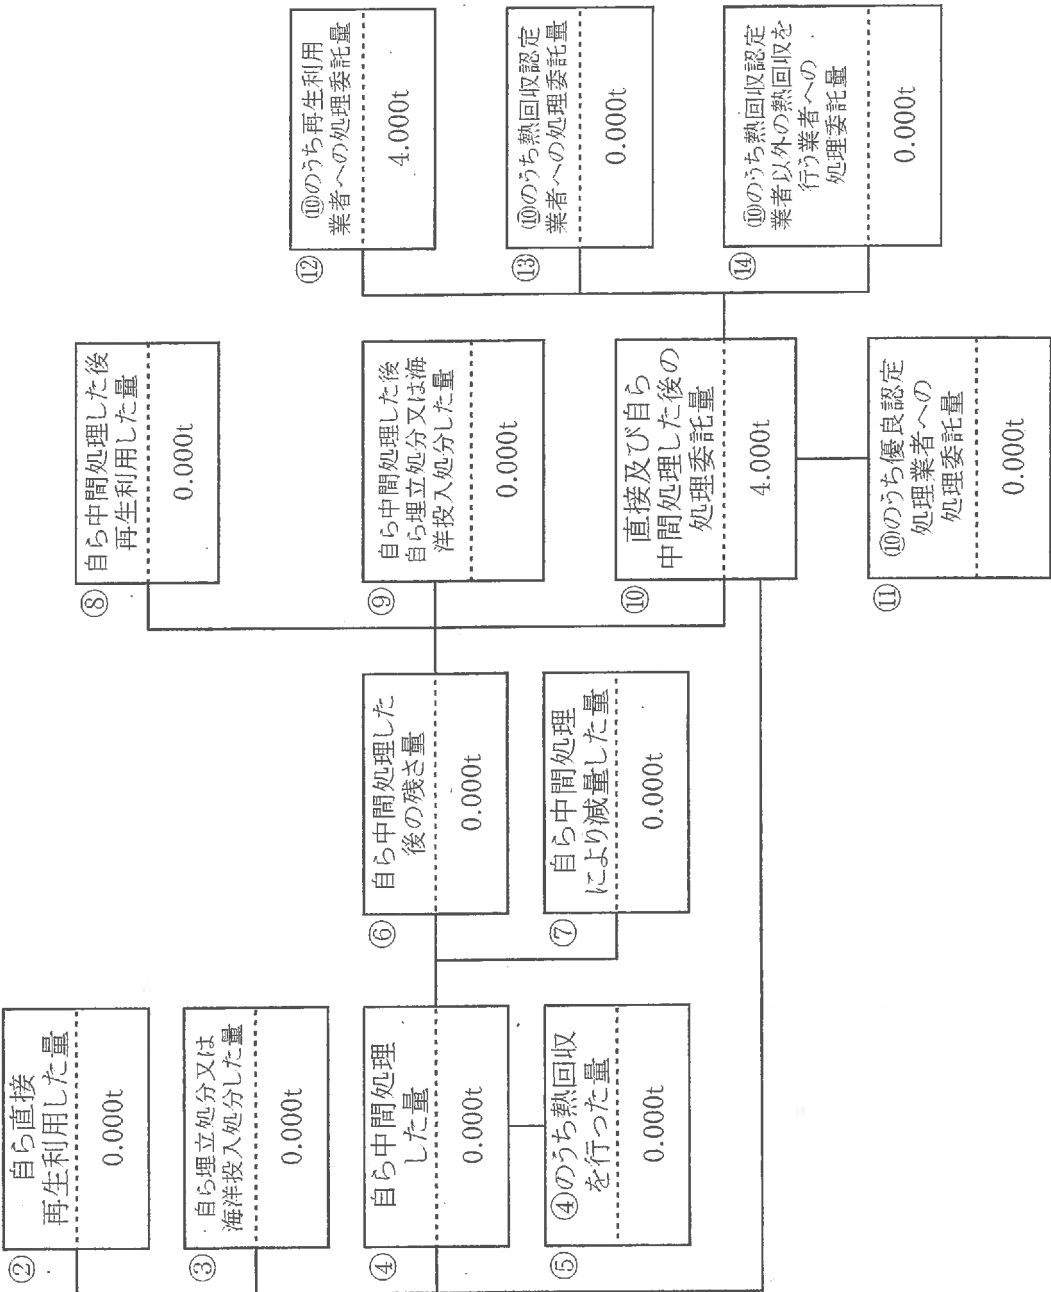 ②
自ら直接
再生利用した量
0.000t
③
自ら埋立処分又は
海洋投入処分した量
0.000t
④
自ら中間処理
した量
0.000t
⑤
④のうち熱回収
を行った量
0.000t
⑥
自ら中間処理した
後の残さ量
0.000t
⑦
自ら中間処理
により減量した量
0.000t
⑧
自ら中間処理した後
再生利用した量
0.000t
⑨
自ら中間処理した後
自ら埋立処分又は海
洋投入処分した量
0.000t
⑩
直接及び自ら
中間処理した後の
処理委託量
4.000t
⑪
⑩のうち優良認定
処理業者への
処理委託量
0.000t
⑫
⑩のうち再生利用
業者への処理委託量
4.000t
⑬
⑩のうち熱回収認定
業者への処理委託量
0.000t
⑭
⑩のうち熱回収認定
業者以外の熱回収を
行う業者への
処理委託量
0.000t